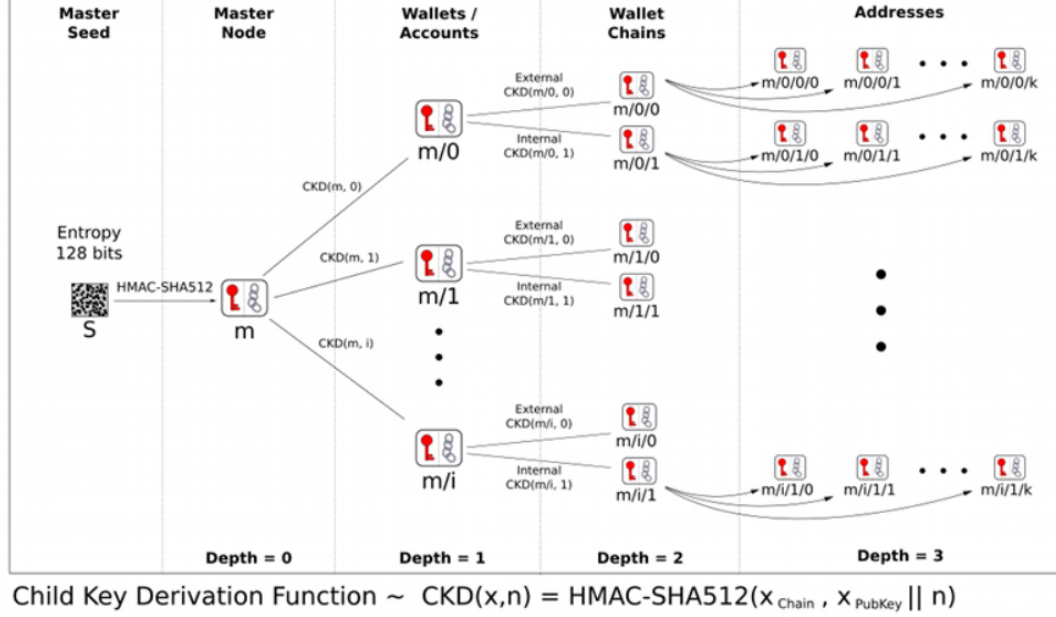 Master
Seed
Master
Node
Wallets /
Accounts
Wallet
Chains
Addresses
Entropy
128 bits
S
HMAC-SHA512
m
CKD(m, 0)
CKD(m, 1)
CKD(m, i)
m/0
m/1
m/i
External
CKD(m/0, 0)
Internal
CKD(m/0, 1)
External
CKD(m/1, 0)
Internal
CKD(m/1, 1)
External
CKD(m/i, 0)
Internal
CKD(m/i, 1)
m/0/0
m/0/1
m/1/0
m/1/1
m/i/0
m/i/1
m/0/0/0
m/0/0/1
m/0/0/k
m/0/1/0
m/0/1/1
m/0/1/k
m/i/1/0
m/i/1/1
m/i/1/k
Depth = 0
Depth = 1
Depth = 2
Depth = 3
Child Key Derivation Function ~ CKD(x,n) = HMAC-SHA512(x Chain , x PubKey || n)